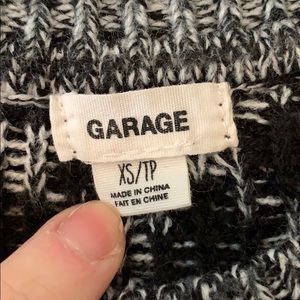 GARAGE
XS/TP
MADE IN CHINA
FAIT EN CHINE